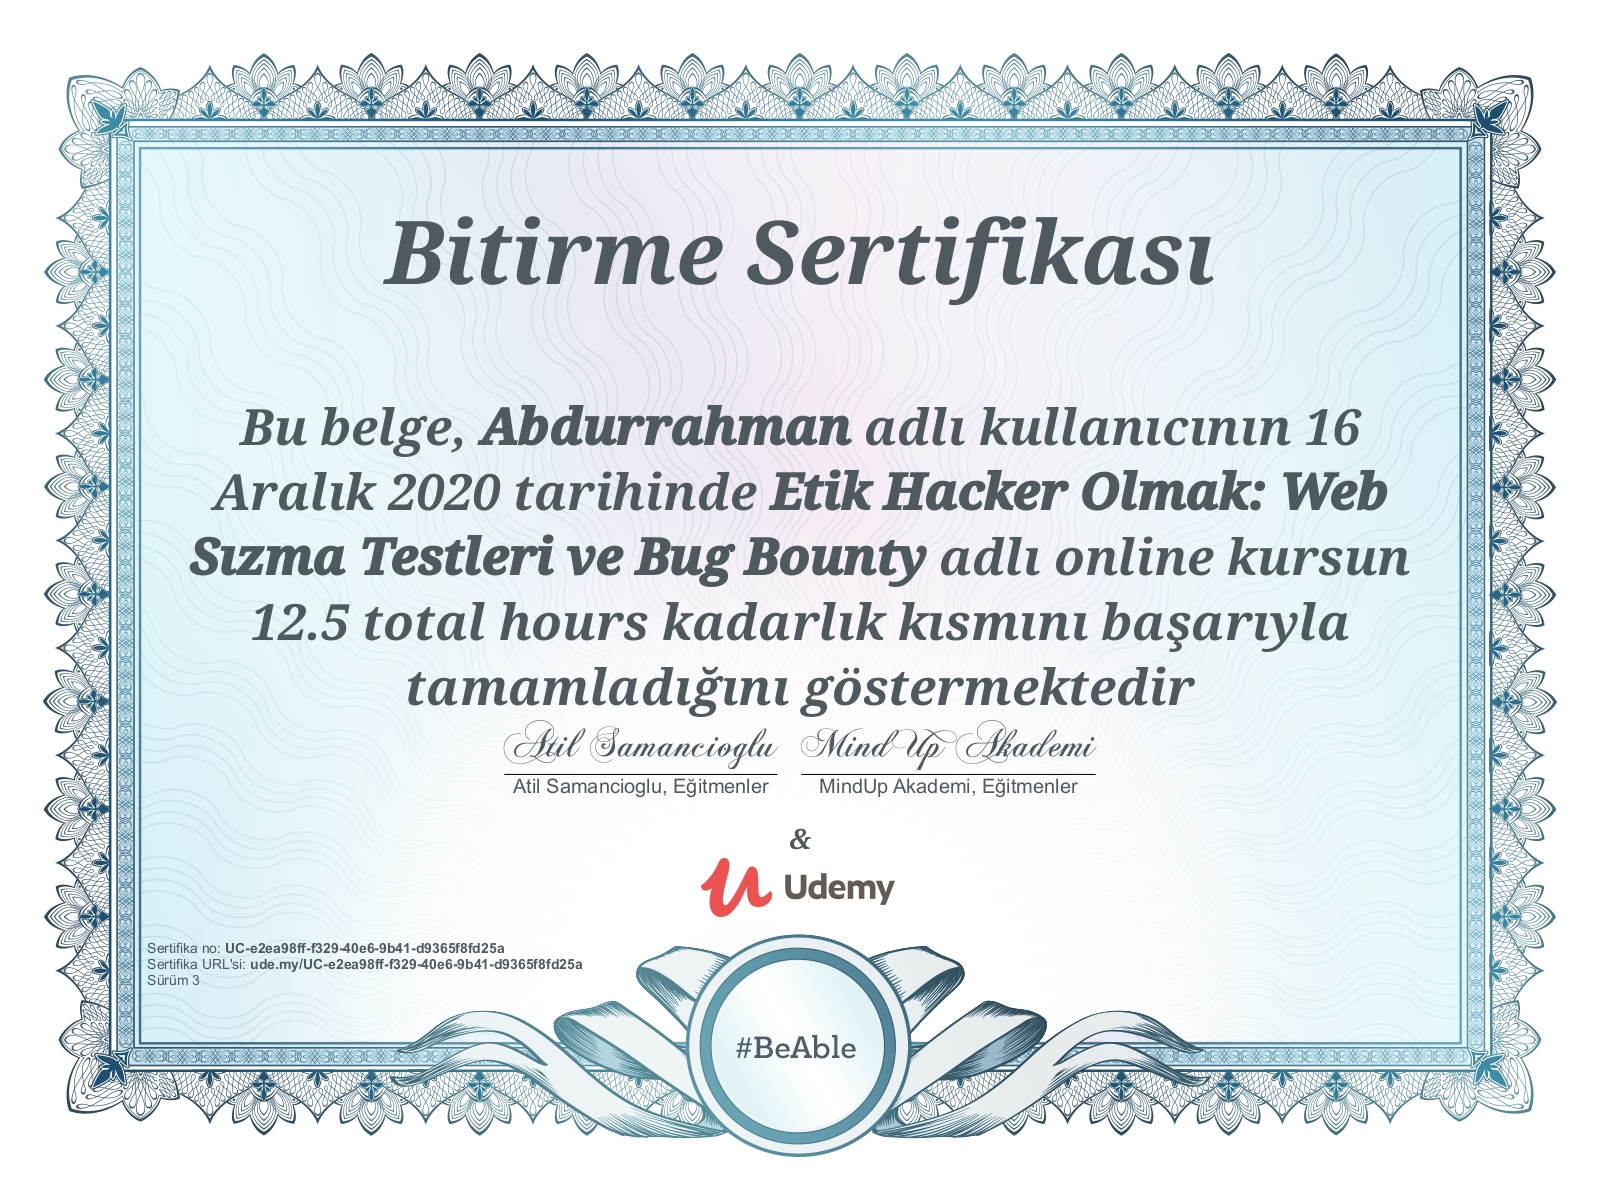 Bitirme Sertifikası
Bu belge, Abdurrahman adlı kullanıcının 16
Aralık 2020 tarihinde Etik Hacker Olmak: Web
Sızma Testleri ve Bug Bounty adlı online kursun
12.5 total hours kadarlık kısmını başarıyla
tamamladığını göstermektedir
Atil Samancioglu MindUp Akademi
Atil Samancioglu, Eğitmenler MindUp Akademi, Eğitmenler
&
Udemy
Sertifika no: UC-e2ea98ff-f329-40e6-9b41-d9365f8fd25a
Sertifika URL'si: ude.my/UC-e2ea98ff-f329-40e6-9b41-d9365f8fd25a
Sürüm 3
#BeAble